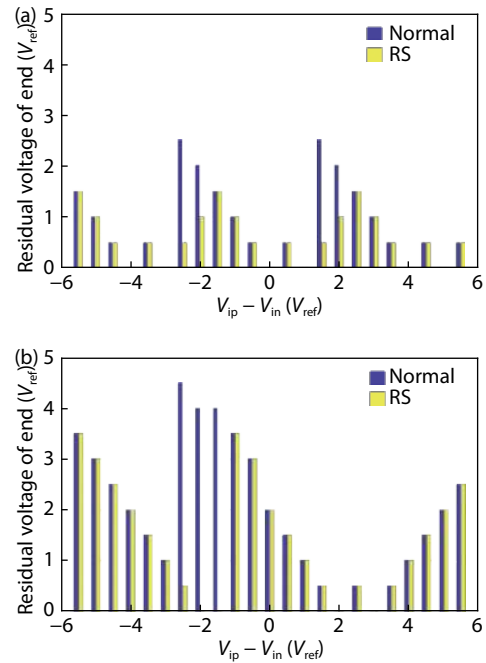 (a)
5
4
3
2
1
0
Residual voltage of end (Vref)
Normal
RS
−6 −4 −2 0 2 4 6
Vip − Vin (Vref)
(b)
5
4
3
2
1
0
Residual voltage of end (Vref)
Normal
RS
−6 −4 −2 0 2 4 6
Vip − Vin (Vref)